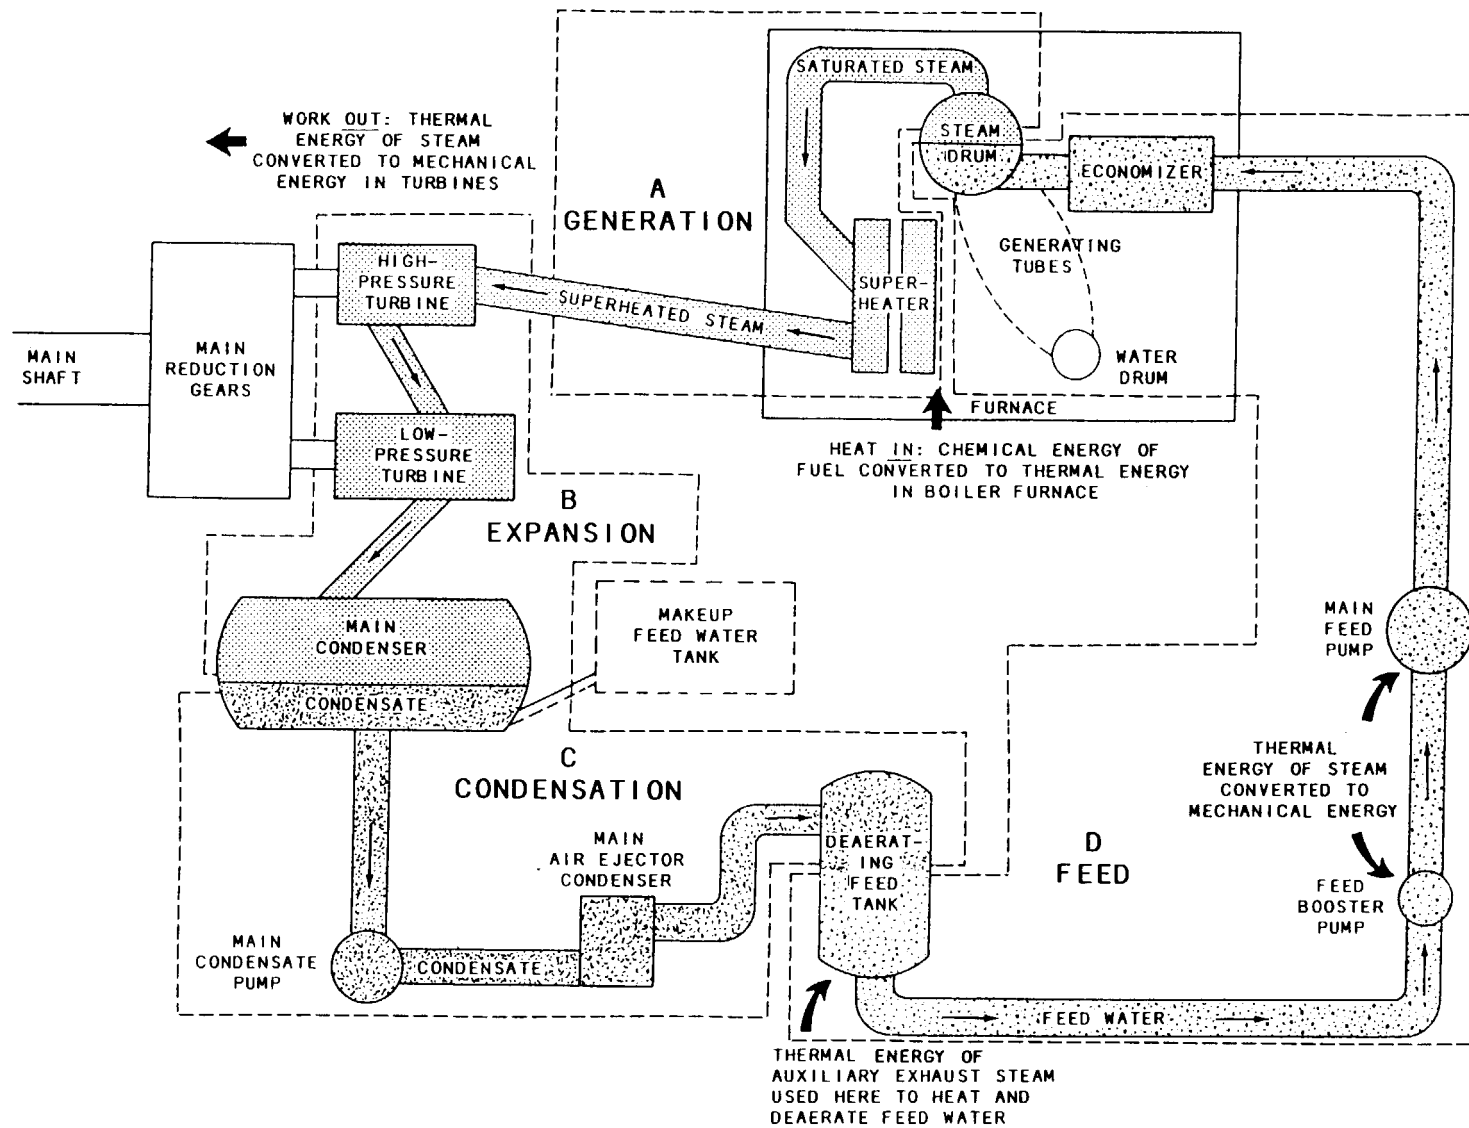 SATURATED STEAM
STEAM
DRUM
ECONOMIZER
WORK OUT: THERMAL
ENERGY OF STEAM
CONVERTED TO MECHANICAL
ENERGY IN TURBINES
A
GENERATION
GENERATING
TUBES
HIGH-
PRESSURE
TURBINE
SUPERHEATED STEAM
SUPER-
HEATER
MAIN
SHAFT
MAIN
REDUCTION
GEARS
WATER
DRUM
FURNACE
LOW-
PRESSURE
TURBINE
HEAT IN: CHEMICAL ENERGY OF
FUEL CONVERTED TO THERMAL ENERGY
IN BOILER FURNACE
B
EXPANSION
MAIN
CONDENSER
CONDENSATE
MAKEUP
FEED WATER
TANK
MAIN
FEED
PUMP
C
CONDENSATION
THERMAL
ENERGY OF STEAM
CONVERTED TO
MECHANICAL ENERGY
MAIN
AIR EJECTOR
CONDENSER
DEAERAT-
ING
FEED
TANK
D
FEED
FEED
BOOSTER
PUMP
MAIN
CONDENSATE
PUMP
CONDENSATE
FEED WATER
THERMAL ENERGY OF
AUXILIARY EXHAUST STEAM
USED HERE TO HEAT AND
DEAERATE FEED WATER